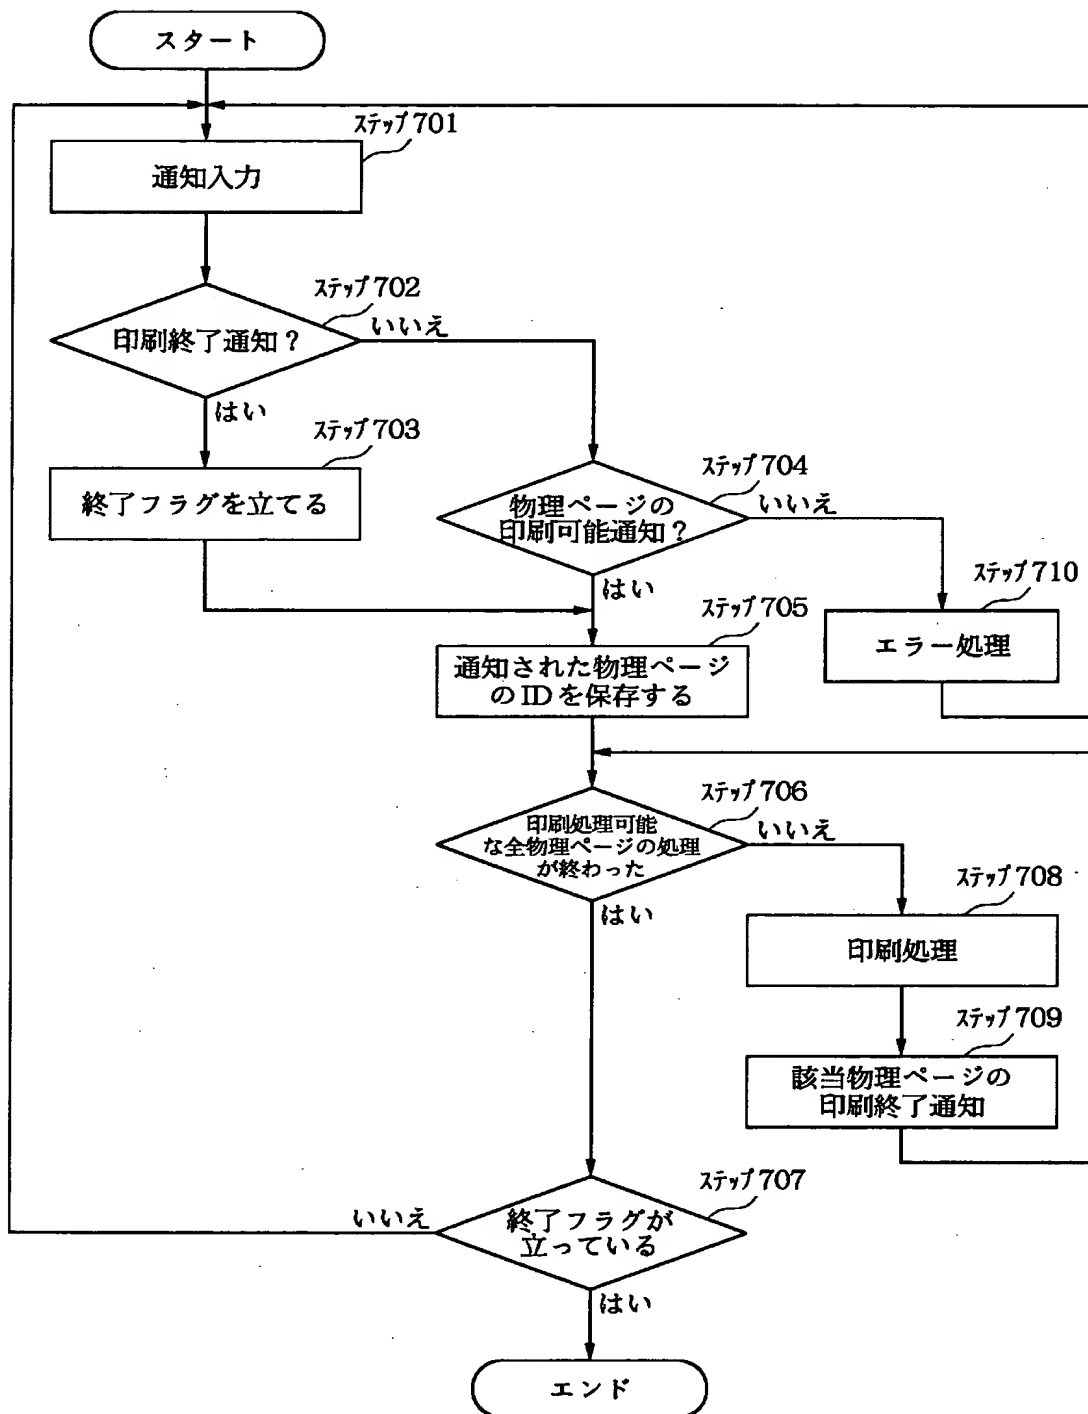 スタート
ステップ701
通知入力
ステップ702
印刷終了通知？
いいえ
はい
ステップ703
終了フラグを立てる
ステップ704
物理ページの
印刷可能通知？
いいえ
はい
ステップ710
エラー処理
ステップ705
通知された物理ページ
のIDを保存する
ステップ706
印刷処理可能
な全物理ページの処理
が終わった
いいえ
はい
ステップ708
印刷処理
ステップ709
該当物理ページの
印刷終了通知
ステップ707
終了フラグが
立っている
いいえ
はい
エンド